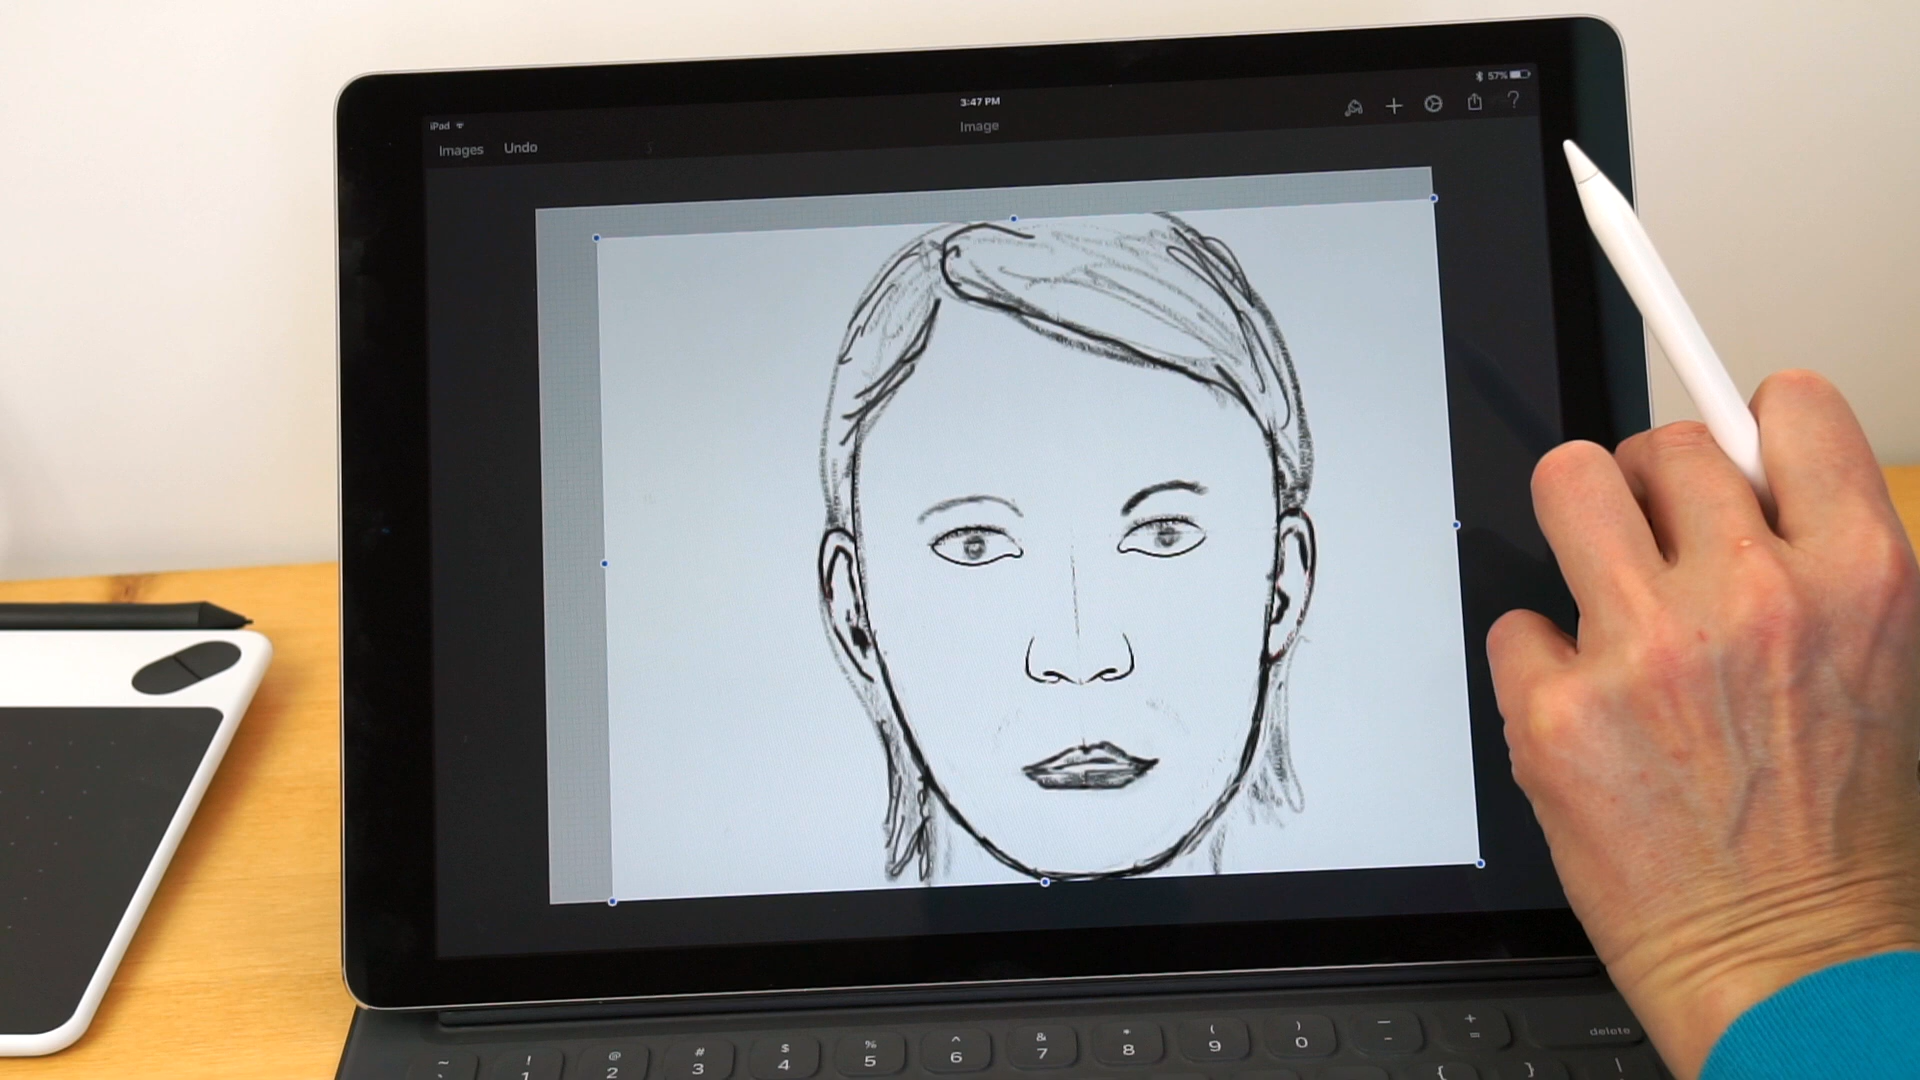 3:47 PM
57%
iPad
Image
?
Images Undo
~ ! @ # $ % ^ & * ( ) — +
` 1 2 3 4 5 6 7 8 9 0 - = delete
{ } |